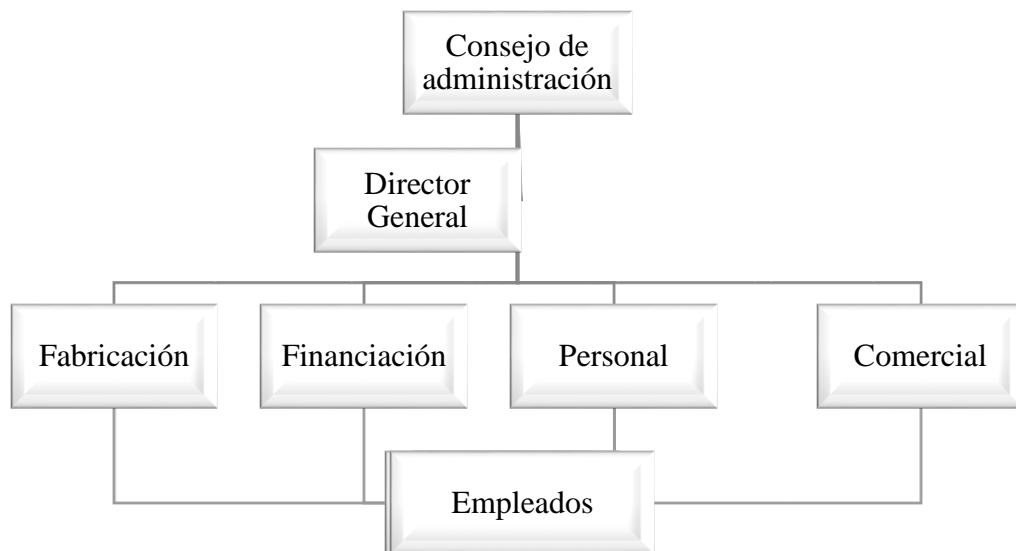 Consejo de
administración
Director
General
Fabricación
Financiación
Personal
Comercial
Empleados